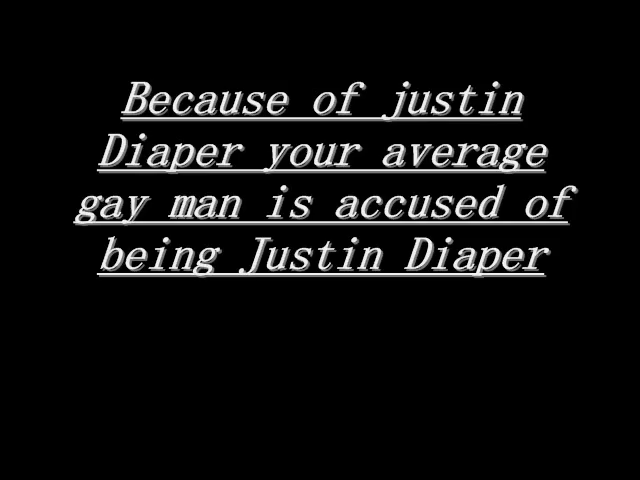 Because of justin
Diaper your average
gay man is accused of
being Justin Diaper